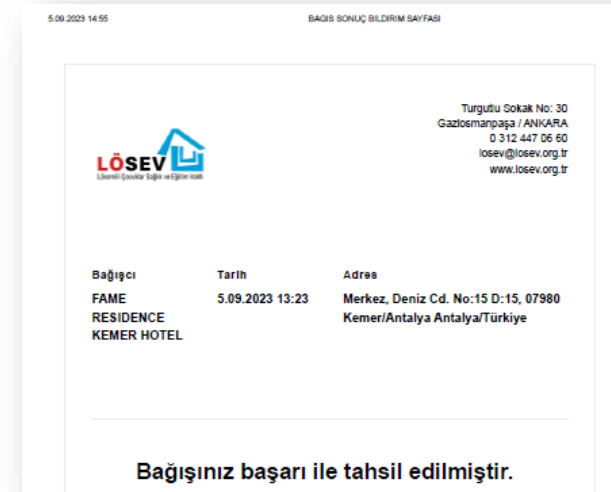 5.09.2023 14:55
BAGIS SONUÇ BILDIRIM SAYFASI
Turgutlu Sokak No: 30
Gaziosmanpaşa / ANKARA
0 312 447 06 60
losev@losev.org.tr
www.losev.org.tr
LÖSEV
Lösemili Çocuklar Sağlık ve Eğitim Vakfı
Bağışçı
Tarih
Adres
FAME
5.09.2023 13:23
Merkez, Deniz Cd. No:15 D:15, 07980
RESIDENCE
Kemer/Antalya Antalya/Türkiye
KEMER HOTEL
Bağışınız başarı ile tahsil edilmiştir.